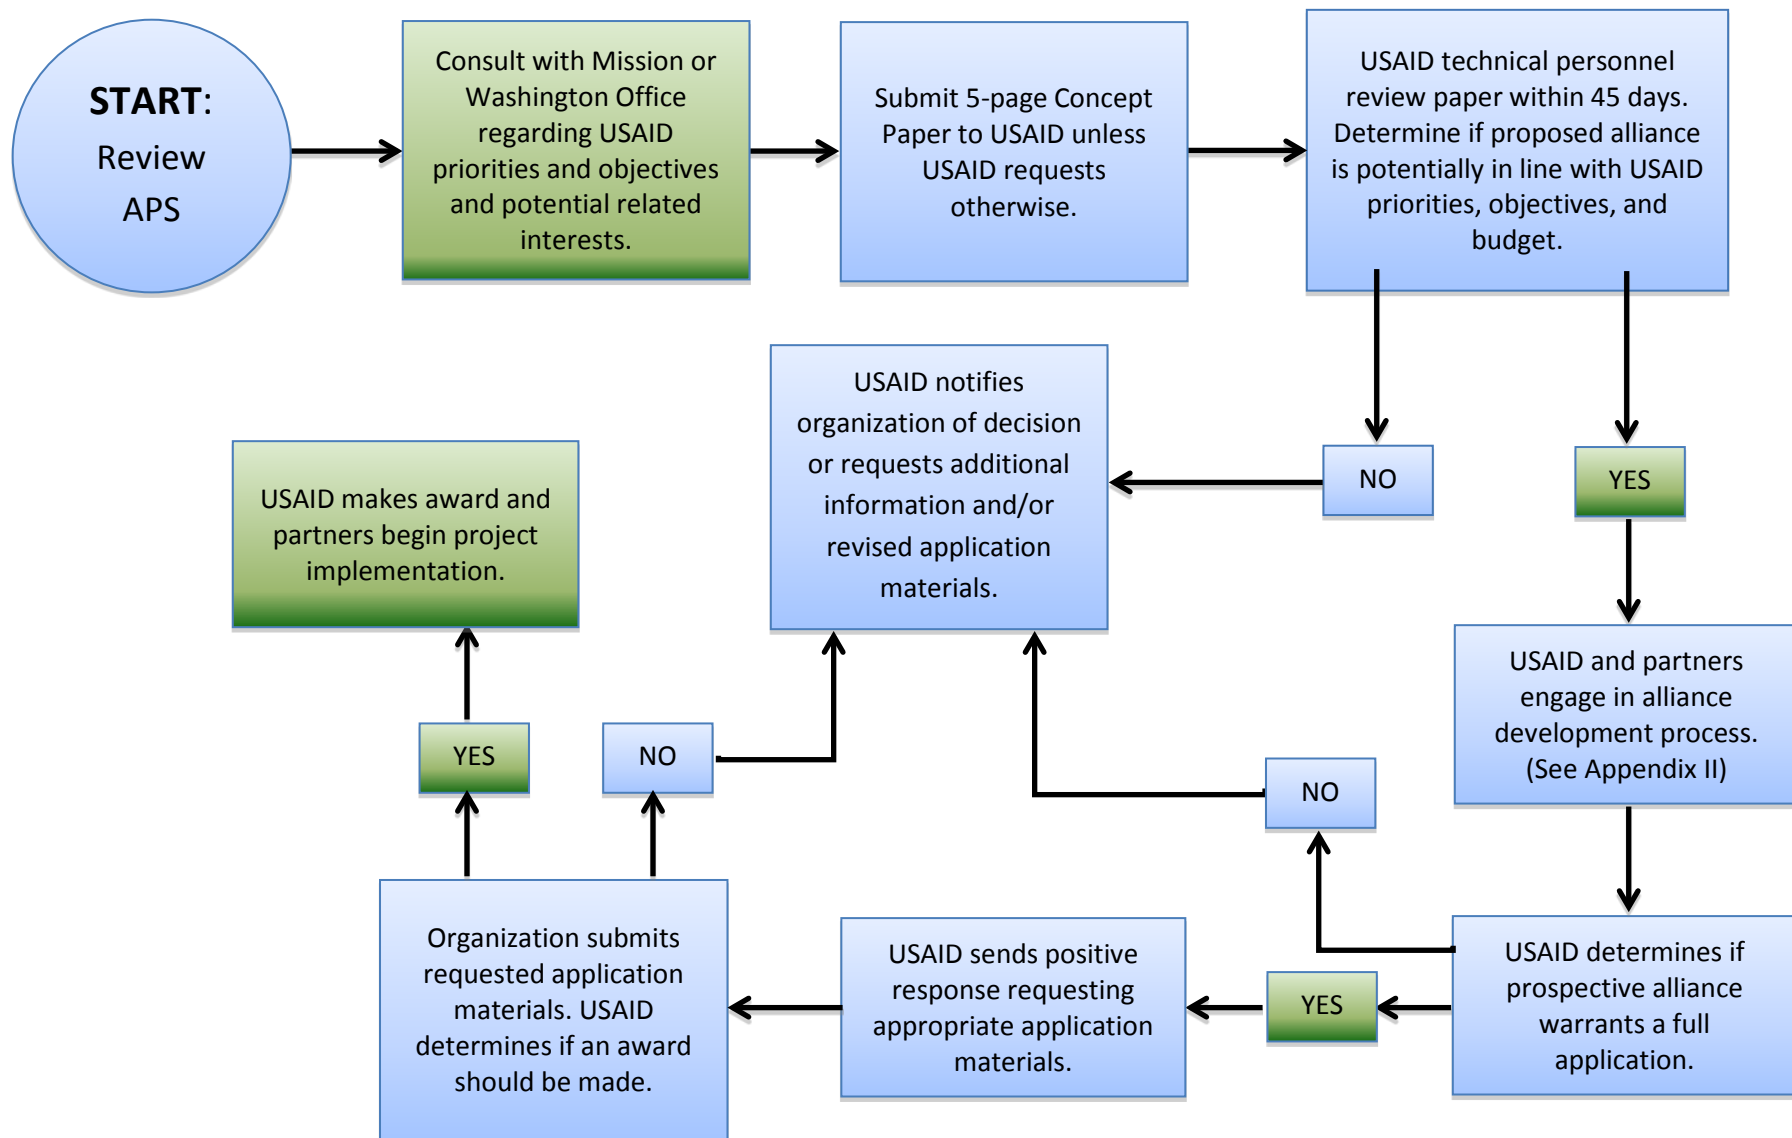 START:
Review
APS
Consult with Mission or
Washington Office
regarding USAID
priorities and objectives
and potential related
interests.
Submit 5-page Concept
Paper to USAID unless
USAID requests
otherwise.
USAID technical personnel
review paper within 45 days.
Determine if proposed alliance
is potentially in line with USAID
priorities, objectives, and
budget.
NO
YES
USAID notifies
organization of decision
or requests additional
information and/or
revised application
materials.
USAID and partners
engage in alliance
development process.
(See Appendix II)
USAID determines if
prospective alliance
warrants a full
application.
NO
YES
USAID sends positive
response requesting
appropriate application
materials.
Organization submits
requested application
materials. USAID
determines if an award
should be made.
YES
NO
USAID makes award and
partners begin project
implementation.